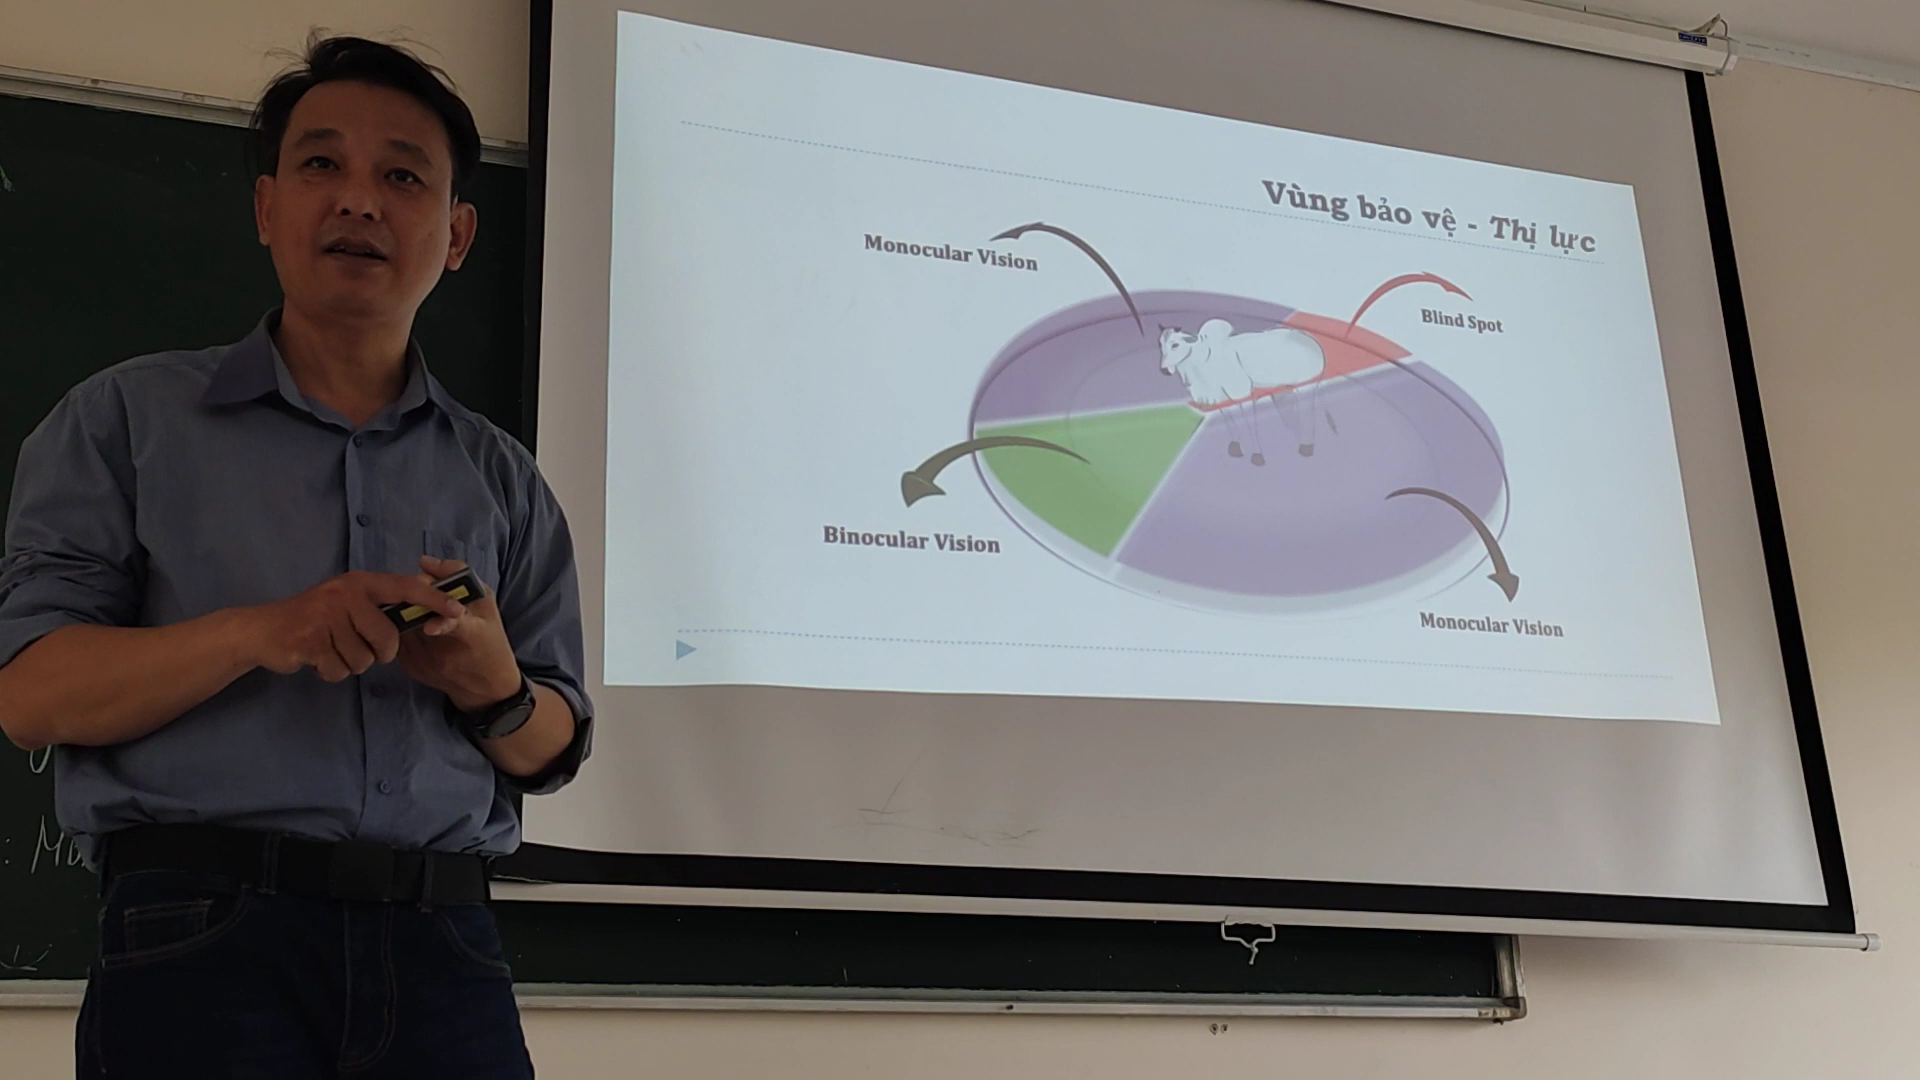 Vùng bảo vệ - Thị lực
Monocular Vision
Blind Spot
Binocular Vision
Monocular Vision